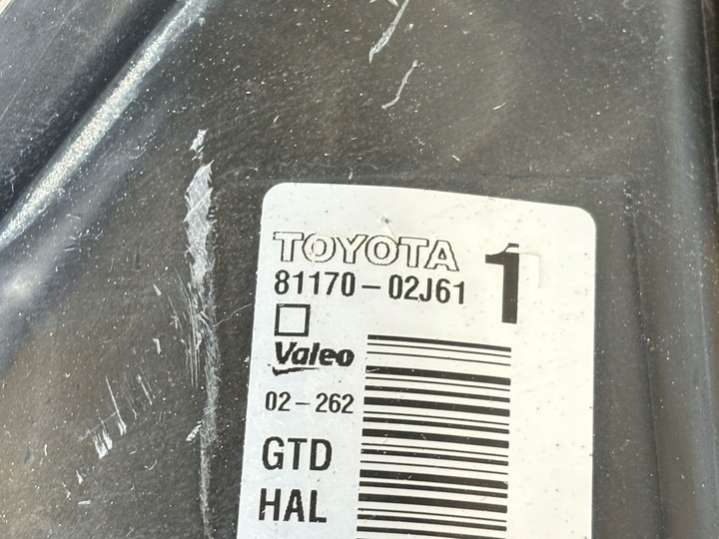 TOYOTA 1
81170-02J61
Valeo
02-262
GTD
HAL